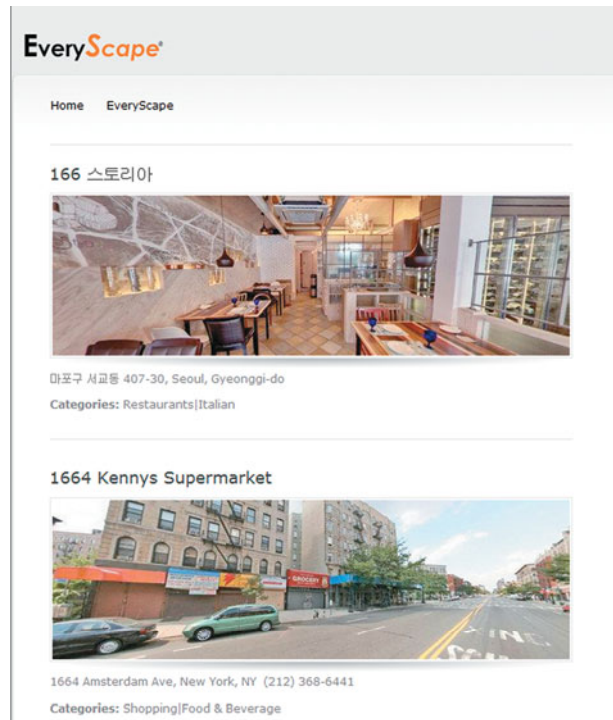 EveryScape
Home EveryScape
166 스토리아
마포구 서교동 407-30, Seoul, Gyeonggi-do
Categories: Restaurants|Italian
1664 Kennys Supermarket
GROCERY
1664 Amsterdam Ave, New York, NY (212) 368-6441
Categories: Shopping|Food & Beverage